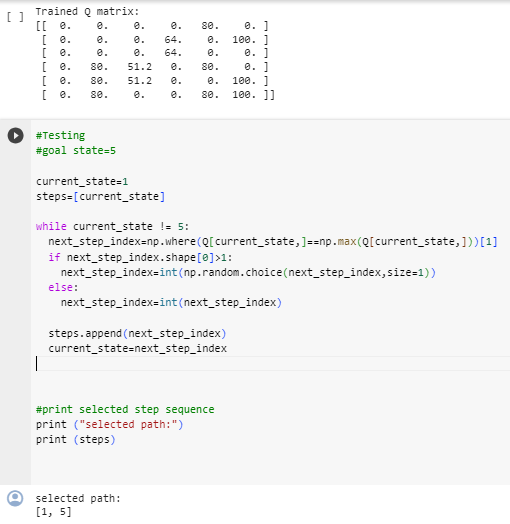 [ ] Trained Q matrix:
[[  0.   0.   0.   0.  80.   0. ]
 [  0.   0.   0.  64.   0. 100. ]
 [  0.   0.   0.  64.   0.   0. ]
 [  0.  80.  51.2  0.  80.   0. ]
 [  0.  80.  51.2  0.   0. 100. ]
 [  0.  80.   0.   0.  80. 100. ]]
#Testing
#goal state=5
current_state=1
steps=[current_state]
while current_state != 5:
  next_step_index=np.where(Q[current_state,]==np.max(Q[current_state,]))[1]
  if next_step_index.shape[0]>1:
    next_step_index=int(np.random.choice(next_step_index,size=1))
  else:
    next_step_index=int(next_step_index)
  steps.append(next_step_index)
  current_state=next_step_index
#print selected step sequence
print ("selected path:")
print (steps)
selected path:
[1, 5]